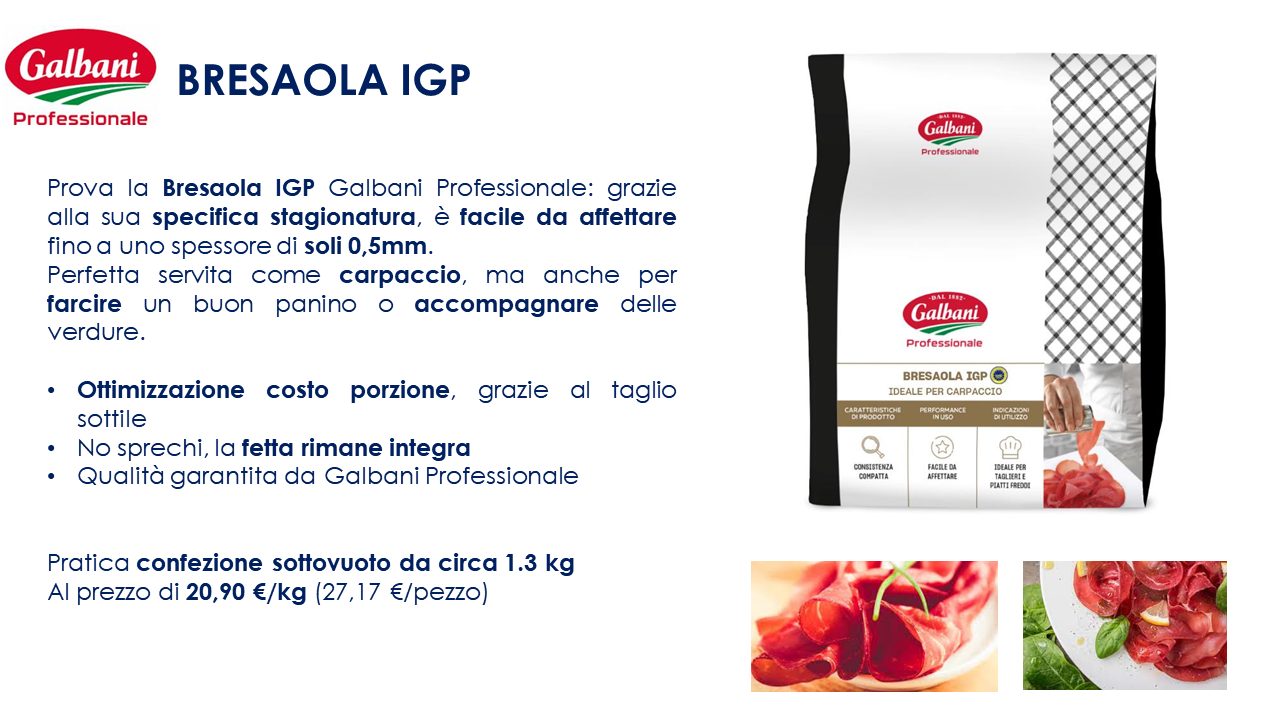 Galbani
Professionale
BRESAOLA IGP
Prova la Bresaola IGP Galbani Professionale: grazie
alla sua specifica stagionatura, è facile da affettare
fino a uno spessore di soli 0,5mm.
Perfetta servita come carpaccio, ma anche per
farcire un buon panino o accompagnare delle
verdure.
• Ottimizzazione costo porzione, grazie al taglio
sottile
• No sprechi, la fetta rimane integra
• Qualità garantita da Galbani Professionale
Pratica confezione sottovuoto da circa 1.3 kg
Al prezzo di 20,90 €/kg (27,17 €/pezzo)
-DAL 1882-
Galbani
Professionale
-DAL 1882-
Galbani
Professionale
BRESAOLA IGP
IDEALE PER CARPACCIO
CARATTERISTICHE
DI PRODOTTO
PERFORMANCE
IN USO
INDICAZIONI
DI UTILIZZO
CONSISTENZA
COMPATTA
FACILE DA
AFFETTARE
IDEALE PER
TAGLIERI E
PIATTI FREDDI